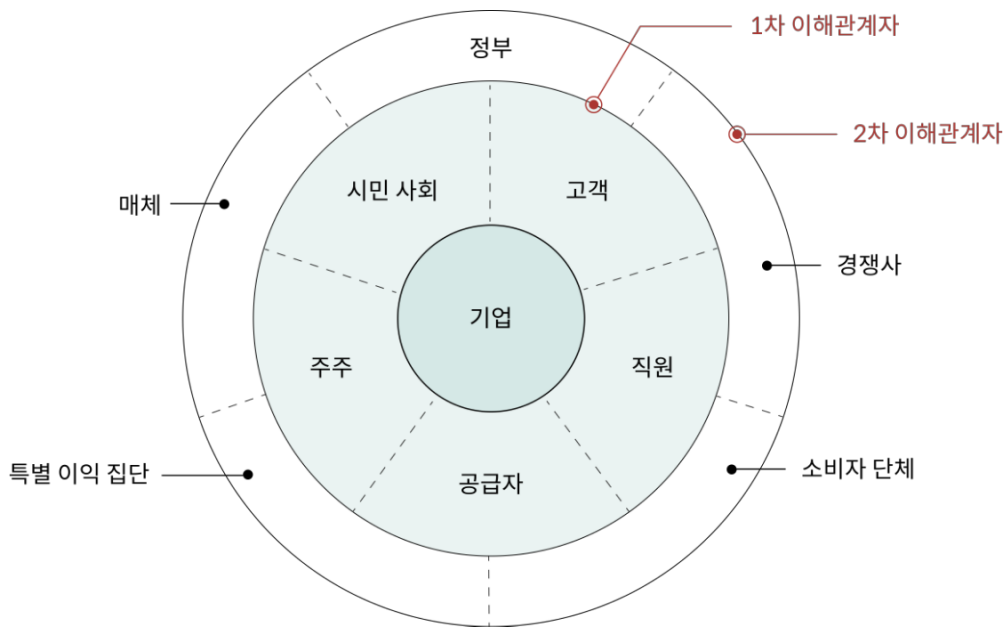 1차 이해관계자
정부
2차 이해관계자
시민 사회
고객
매체
경쟁사
기업
주주
직원
특별 이익 집단
소비자 단체
공급자